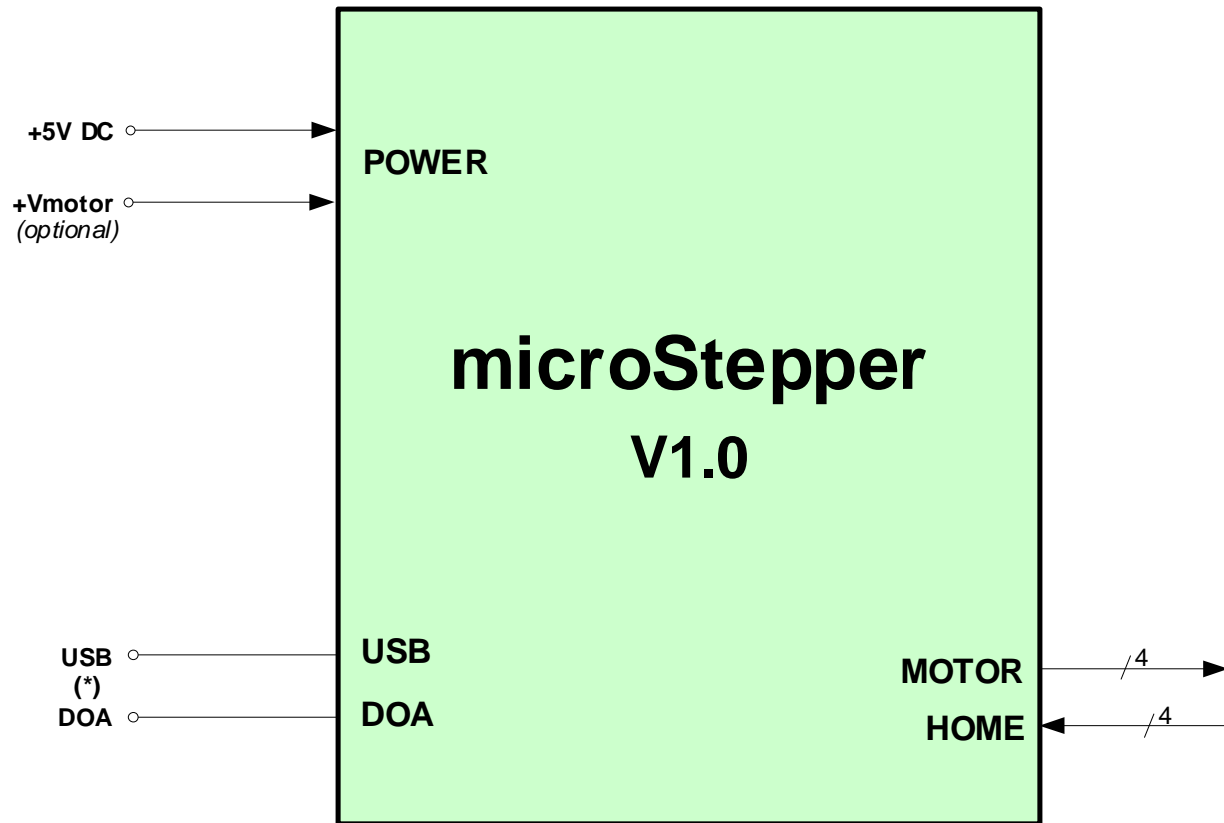 +5V DC
POWER
+Vmotor
(optional)
microStepper
V1.0
USB
USB
(*)
DOA
DOA
MOTOR
4
HOME
4